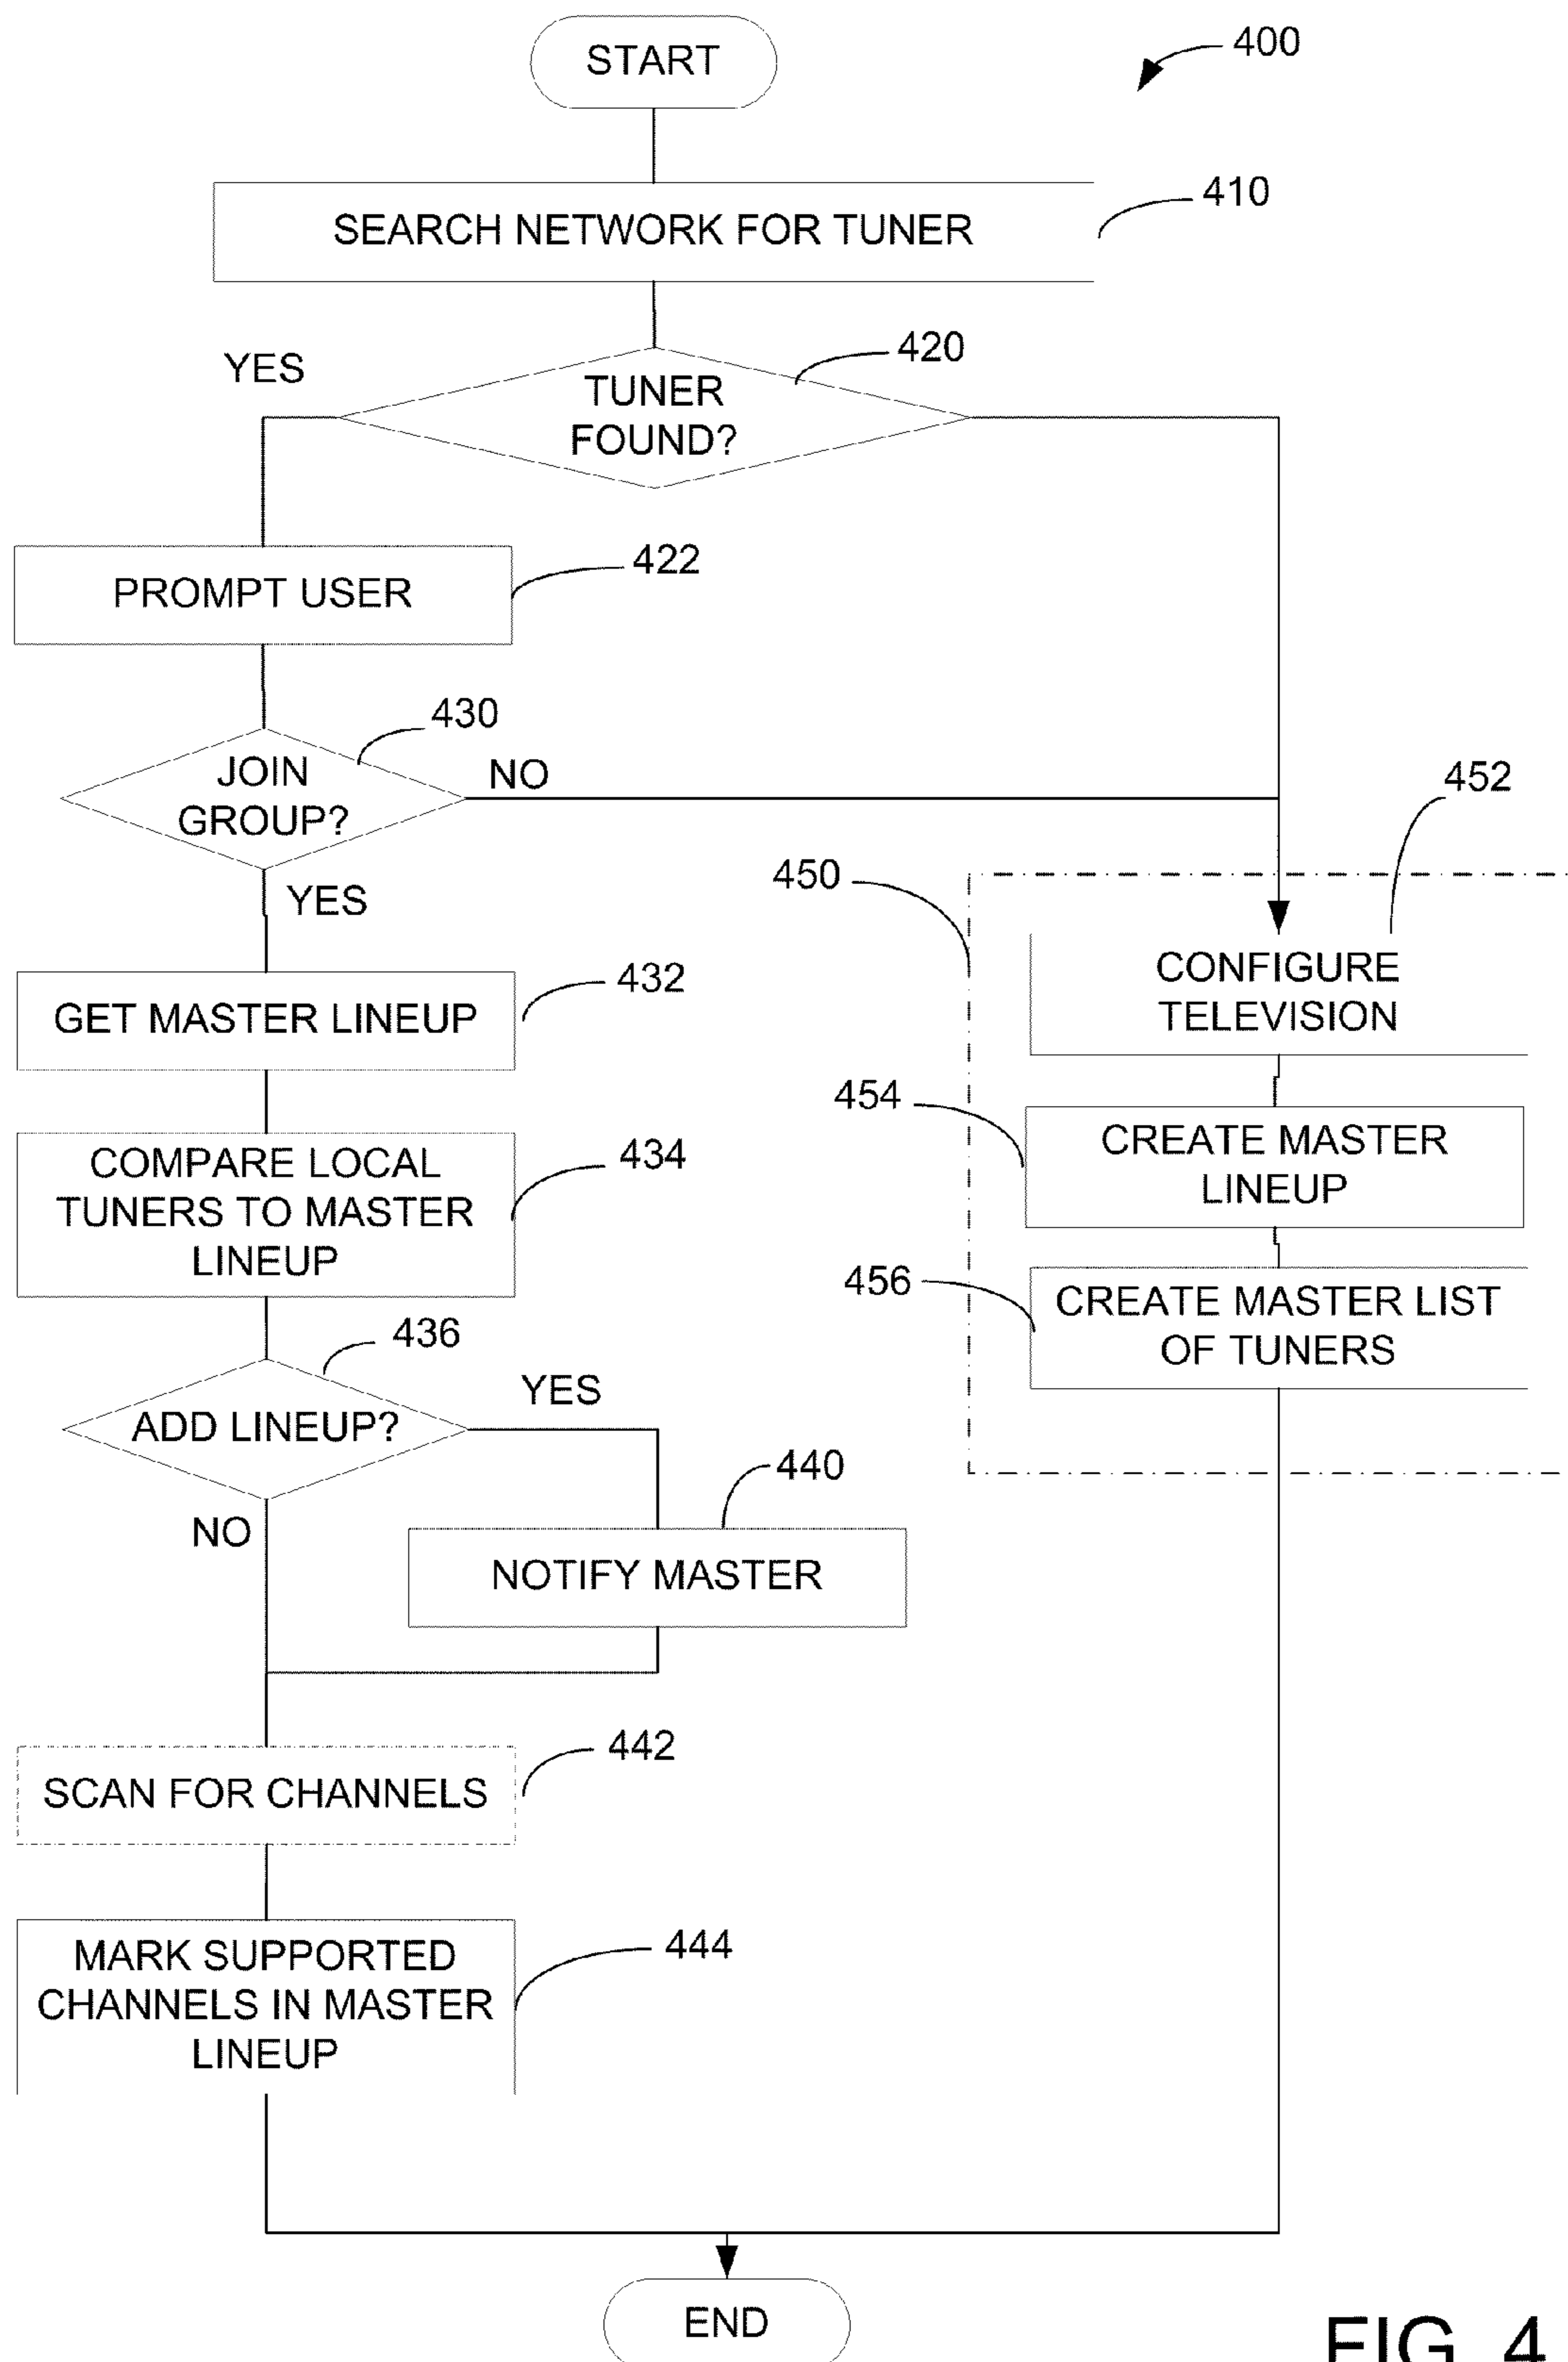 START
400
SEARCH NETWORK FOR TUNER
410
YES
TUNER
FOUND?
420
PROMPT USER
422
JOIN
GROUP?
430
NO
YES
450
452
CONFIGURE
TELEVISION
GET MASTER LINEUP
432
454
CREATE MASTER
LINEUP
COMPARE LOCAL
TUNERS TO MASTER
LINEUP
434
456
CREATE MASTER LIST
OF TUNERS
436
ADD LINEUP?
YES
NO
440
NOTIFY MASTER
SCAN FOR CHANNELS
442
MARK SUPPORTED
CHANNELS IN MASTER
LINEUP
444
END
FIG. 4